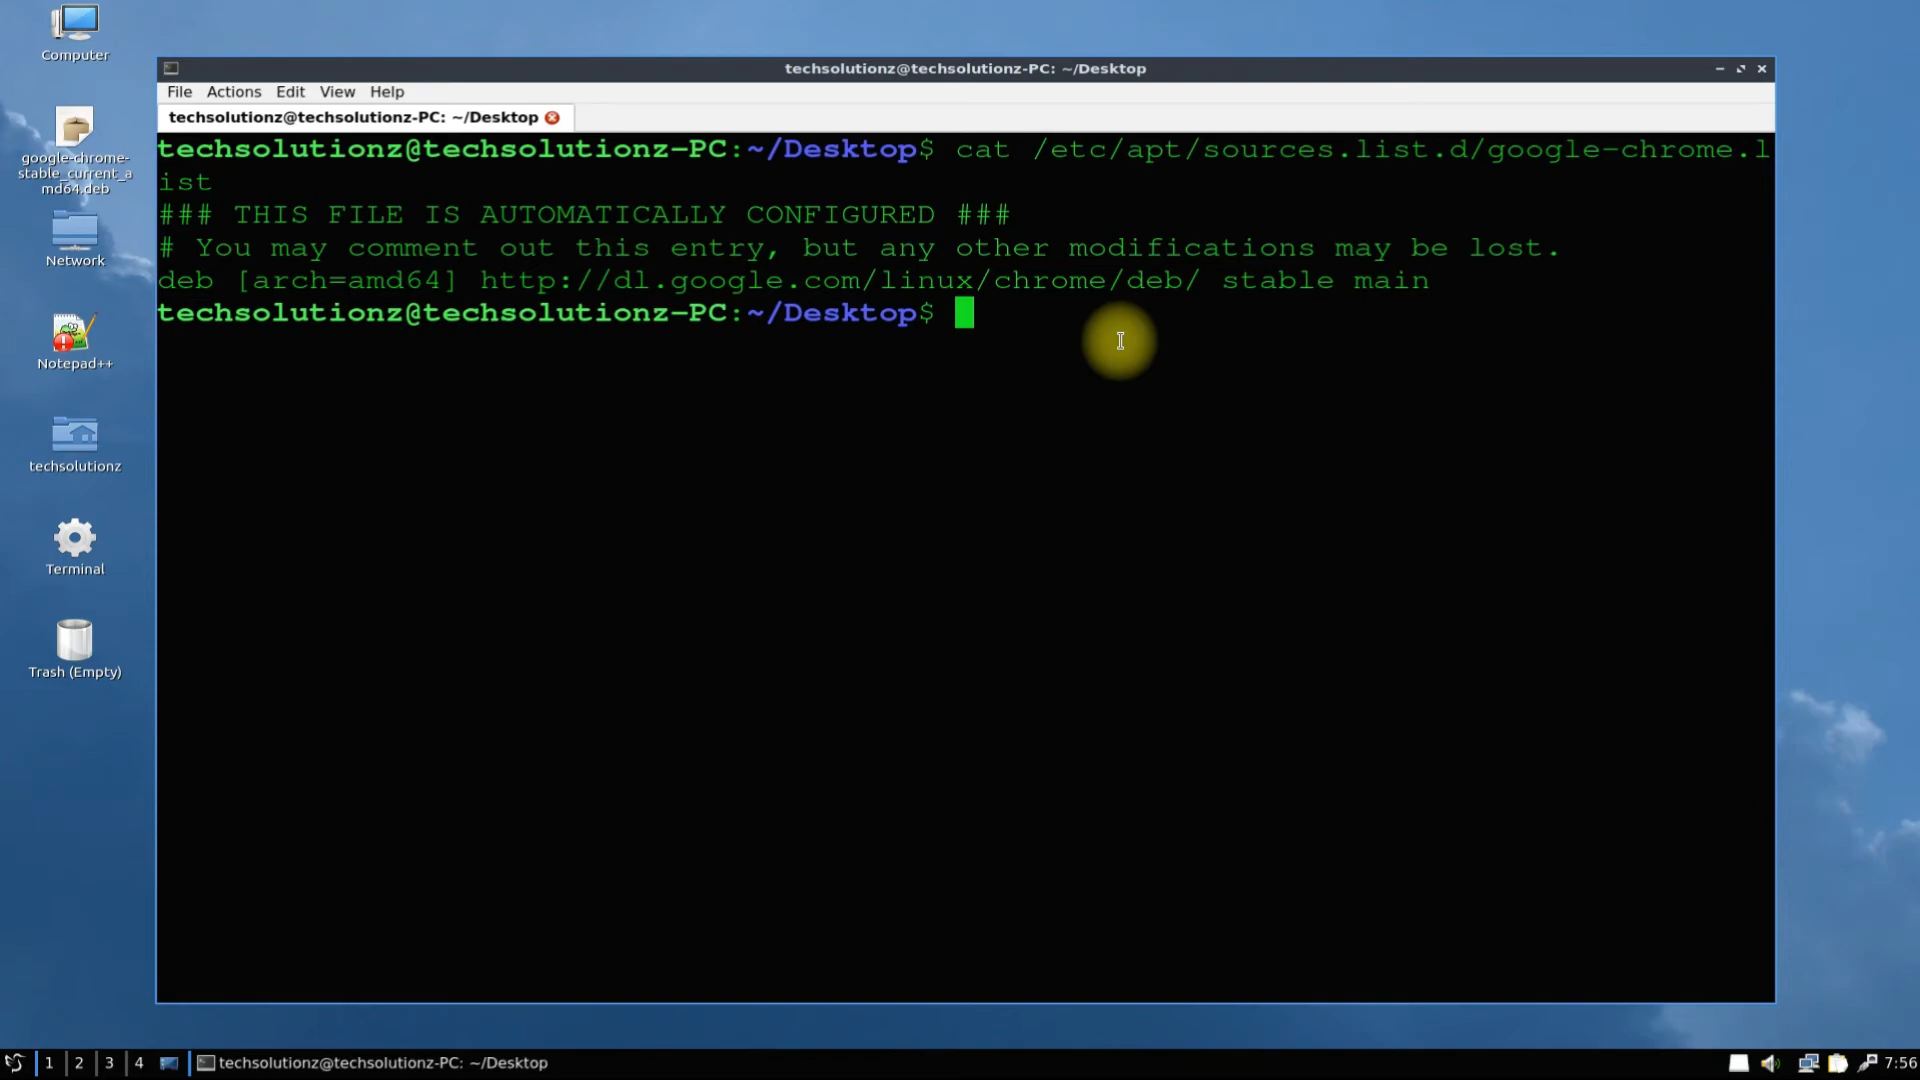 Computer
google-chrome-
stable_current_a
md64.deb
Network
Notepad++
techsolutionz
Terminal
Trash (Empty)
techsolutionz@techsolutionz-PC: ~/Desktop
File Actions Edit View Help
techsolutionz@techsolutionz-PC: ~/Desktop
techsolutionz@techsolutionz-PC:~/Desktop$ cat /etc/apt/sources.list.d/google-chrome.l
ist
### THIS FILE IS AUTOMATICALLY CONFIGURED ###
# You may comment out this entry, but any other modifications may be lost.
deb [arch=amd64] http://dl.google.com/linux/chrome/deb/ stable main
techsolutionz@techsolutionz-PC:~/Desktop$
1 2 3 4 techsolutionz@techsolutionz-PC: ~/Desktop 7:56